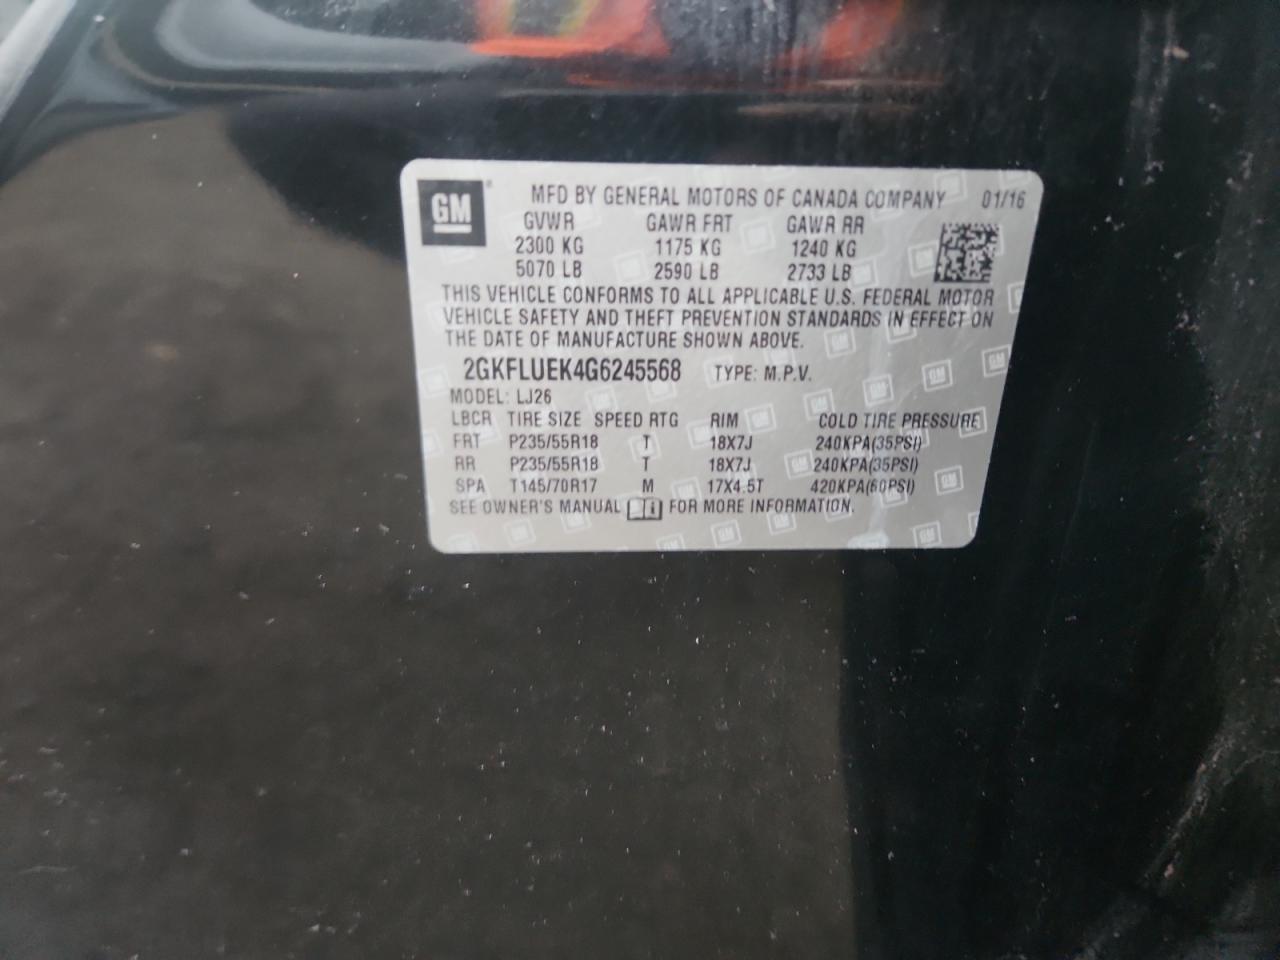 GM
MFD BY GENERAL MOTORS OF CANADA COMPANY 01/16
GVWR GAWR FRT GAWR RR
2300 KG 1175 KG 1240 KG
5070 LB 2590 LB 2733 LB
THIS VEHICLE CONFORMS TO ALL APPLICABLE U.S. FEDERAL MOTOR
VEHICLE SAFETY AND THEFT PREVENTION STANDARDS IN EFFECT ON
THE DATE OF MANUFACTURE SHOWN ABOVE.
2GKFLUEK4G6245568 TYPE: M.P.V.
MODEL: LJ26
LBCR TIRE SIZE SPEED RTG RIM COLD TIRE PRESSURE
FRT P235/55R18 T 18X7J 240KPA(35PSI)
RR P235/55R18 T 18X7J 240KPA(35PSI)
SPA T145/70R17 M 17X4.5T 420KPA(60PSI)
SEE OWNER'S MANUAL FOR MORE INFORMATION.